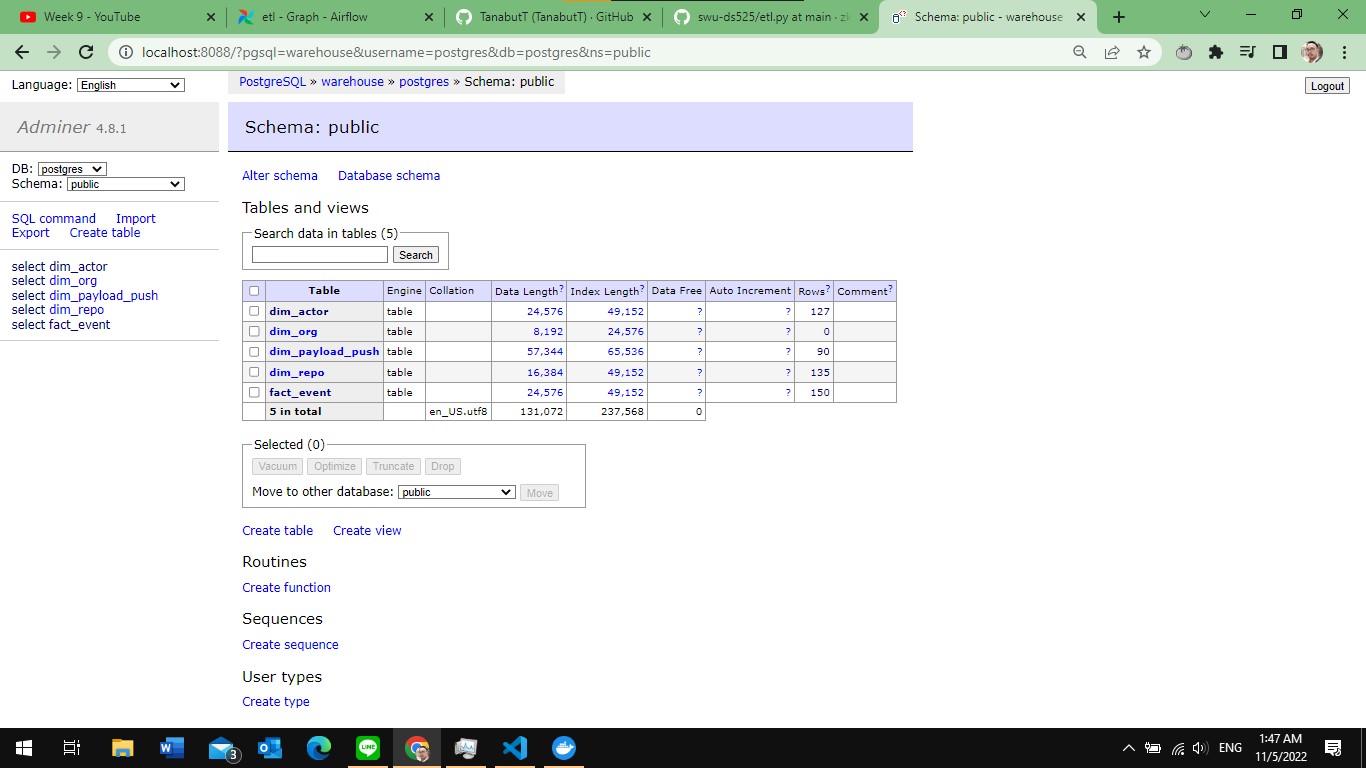 Week 9 - YouTube
etl - Graph - Airflow
TanabutT (TanabutT) · GitHub
swu-ds525/etl.py at main · zk
Schema: public - warehouse
localhost:8088/?pgsql=warehouse&username=postgres&db=postgres&ns=public
Language: English
PostgreSQL » warehouse » postgres » Schema: public
Logout
Adminer 4.8.1
Schema: public
DB: postgres
Schema: public
SQL command Import
Export Create table
select dim_actor
select dim_org
select dim_payload_push
select dim_repo
select fact_event
Alter schema Database schema
Tables and views
Search data in tables (5)
Search
Table Engine Collation Data Length? Index Length? Data Free Auto Increment Rows? Comment?
dim_actor table 24,576 49,152 ? ? 127
dim_org table 8,192 24,576 ? ? 0
dim_payload_push table 57,344 65,536 ? ? 90
dim_repo table 16,384 49,152 ? ? 135
fact_event table 24,576 49,152 ? ? 150
5 in total en_US.utf8 131,072 237,568 0
Selected (0)
Vacuum Optimize Truncate Drop
Move to other database: public Move
Create table Create view
Routines
Create function
Sequences
Create sequence
User types
Create type
3
LINE
ENG
1:47 AM
11/5/2022